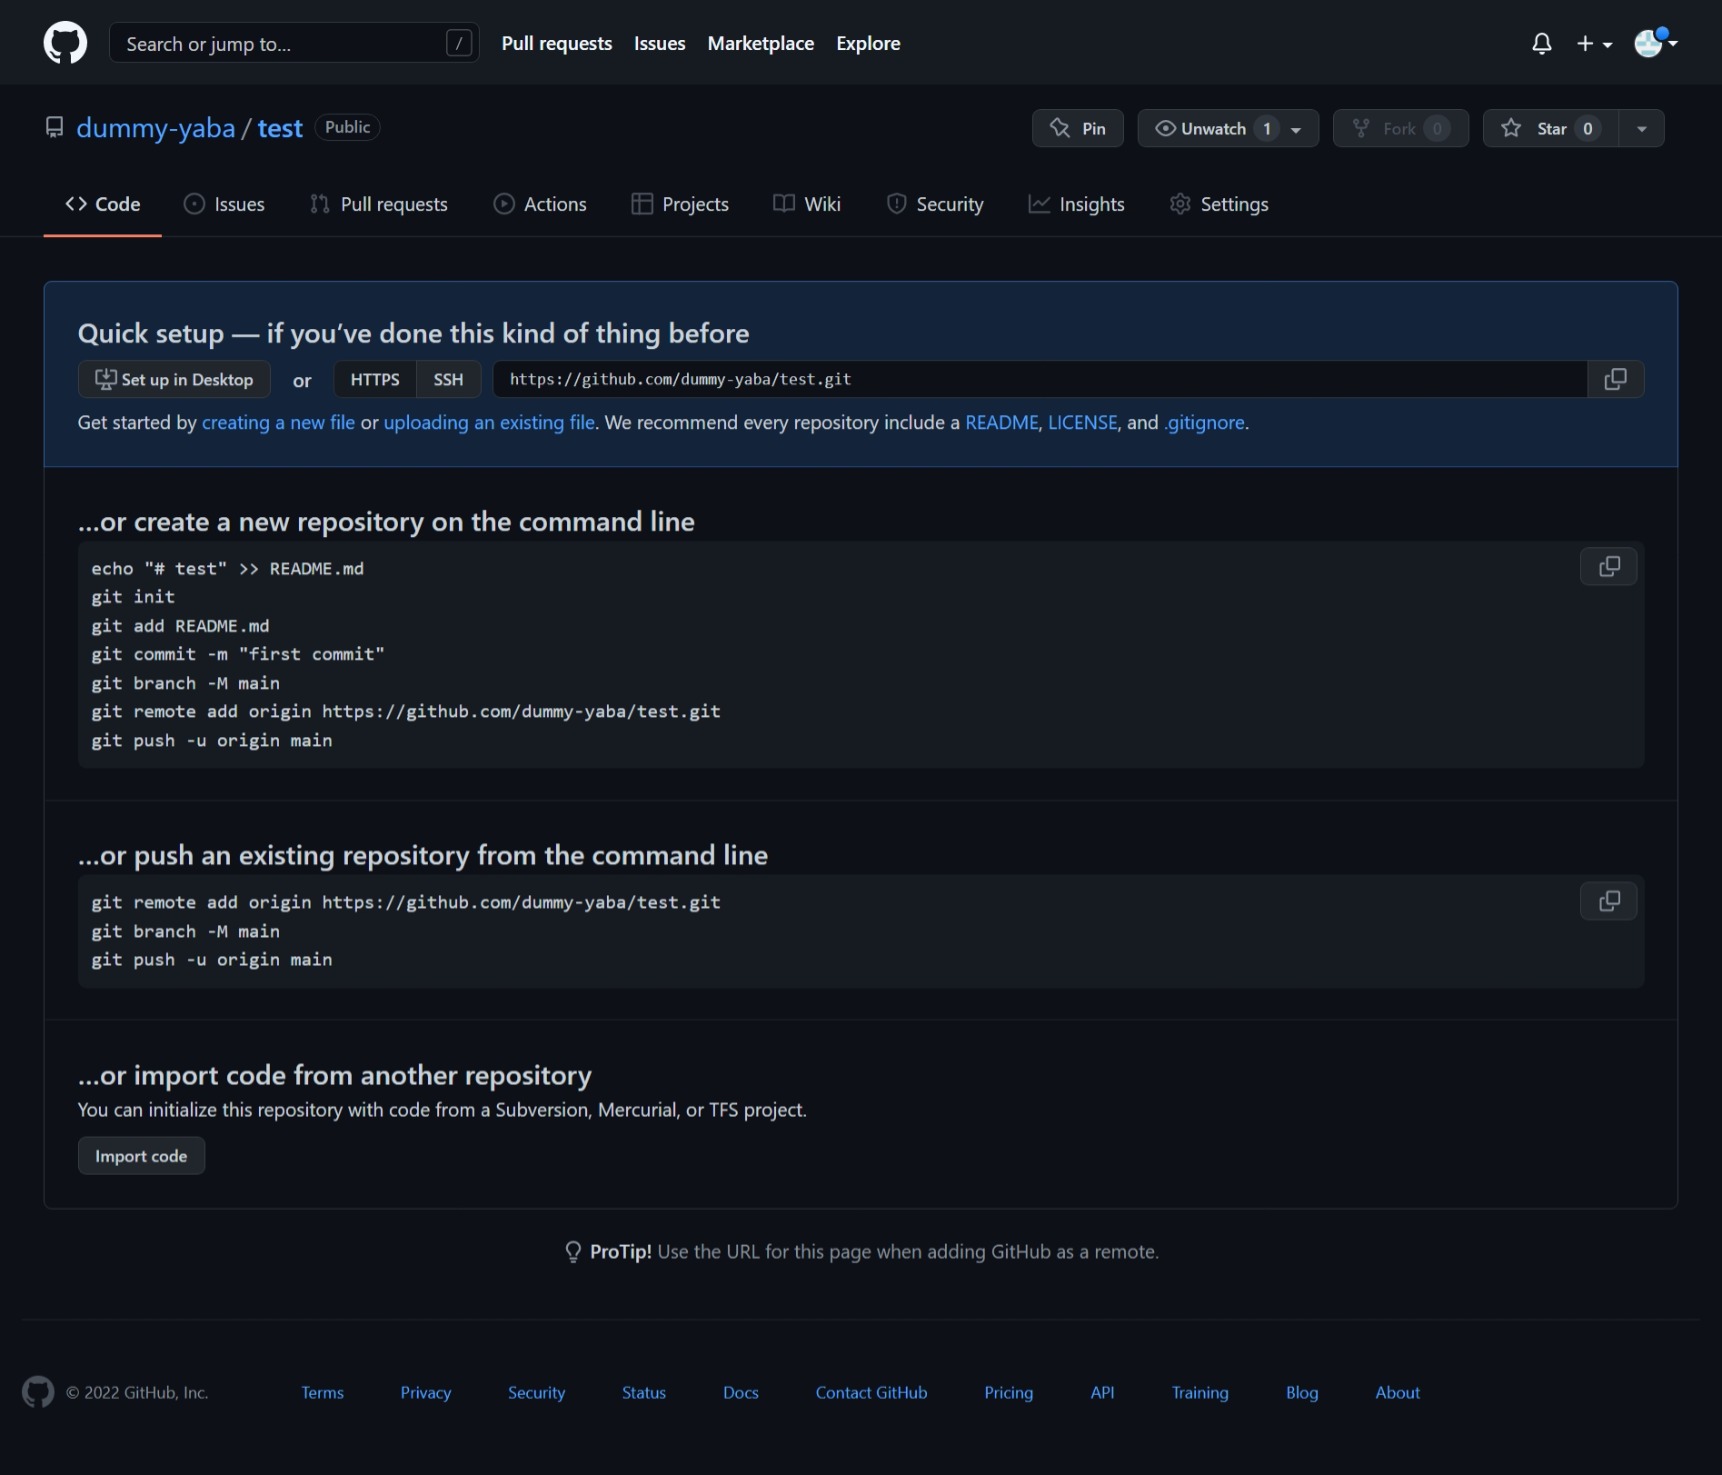 Search or jump to... / Pull requests Issues Marketplace Explore
dummy-yaba / test Public Pin Unwatch 1 Fork 0 Star 0
Code Issues Pull requests Actions Projects Wiki Security Insights Settings
Quick setup — if you’ve done this kind of thing before
Set up in Desktop or HTTPS SSH https://github.com/dummy-yaba/test.git
Get started by creating a new file or uploading an existing file. We recommend every repository include a README, LICENSE, and .gitignore.
…or create a new repository on the command line
echo "# test" >> README.md
git init
git add README.md
git commit -m "first commit"
git branch -M main
git remote add origin https://github.com/dummy-yaba/test.git
git push -u origin main
…or push an existing repository from the command line
git remote add origin https://github.com/dummy-yaba/test.git
git branch -M main
git push -u origin main
…or import code from another repository
You can initialize this repository with code from a Subversion, Mercurial, or TFS project.
Import code
ProTip! Use the URL for this page when adding GitHub as a remote.
© 2022 GitHub, Inc. Terms Privacy Security Status Docs Contact GitHub Pricing API Training Blog About